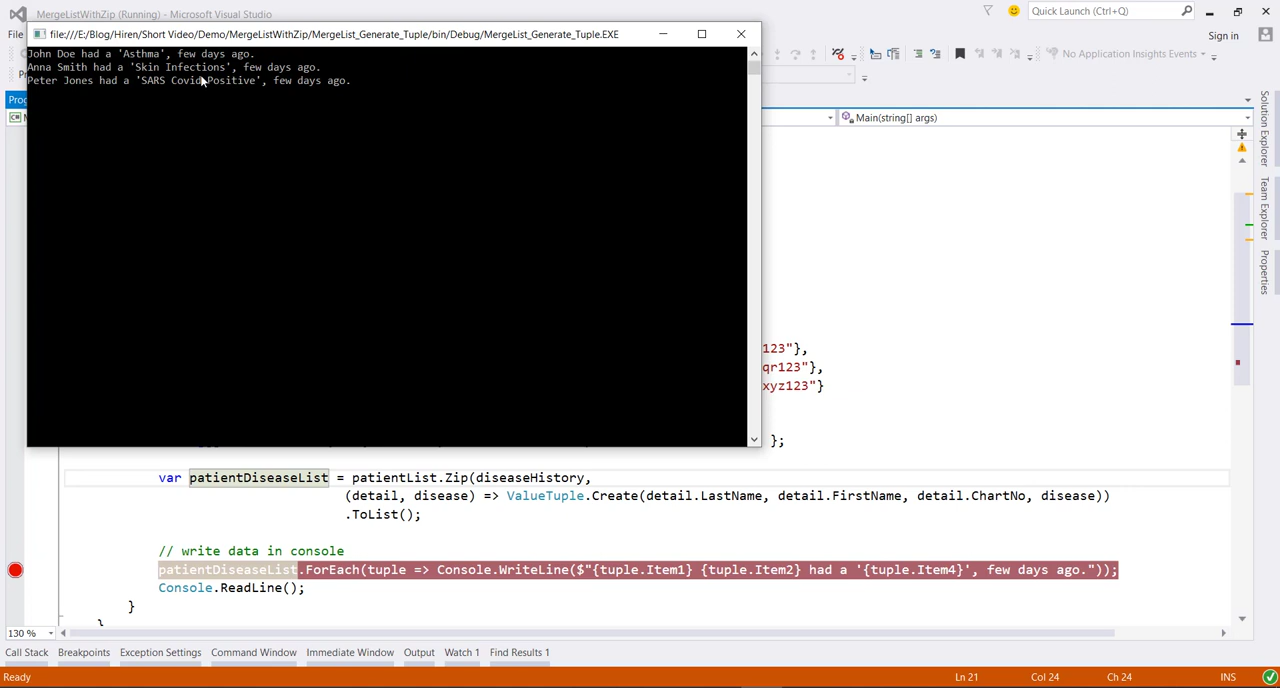 MergeListWithZip (Running) - Microsoft Visual Studio
Quick Launch (Ctrl+Q)
File
file:///E:/Blog/Hiren/Short Video/Demo/MergeListWithZip/MergeList_Generate_Tuple/bin/Debug/MergeList_Generate_Tuple.EXE
Sign in
John Doe had a 'Asthma', few days ago.
Anna Smith had a 'Skin Infections', few days ago.
Peter Jones had a 'SARS Covid Positive', few days ago.
No Application Insights Events
Main(string[] args)
Solution Explorer
Team Explorer
Properties
123"},
qr123"},
xyz123"}
};
var patientDiseaseList = patientList.Zip(diseaseHistory,
(detail, disease) => ValueTuple.Create(detail.LastName, detail.FirstName, detail.ChartNo, disease))
.ToList();
// write data in console
patientDiseaseList.ForEach(tuple => Console.WriteLine($"{tuple.Item1} {tuple.Item2} had a '{tuple.Item4}', few days ago."));
Console.ReadLine();
}
130 %
Call Stack Breakpoints Exception Settings Command Window Immediate Window Output Watch 1 Find Results 1
Ready Ln 21 Col 24 Ch 24 INS